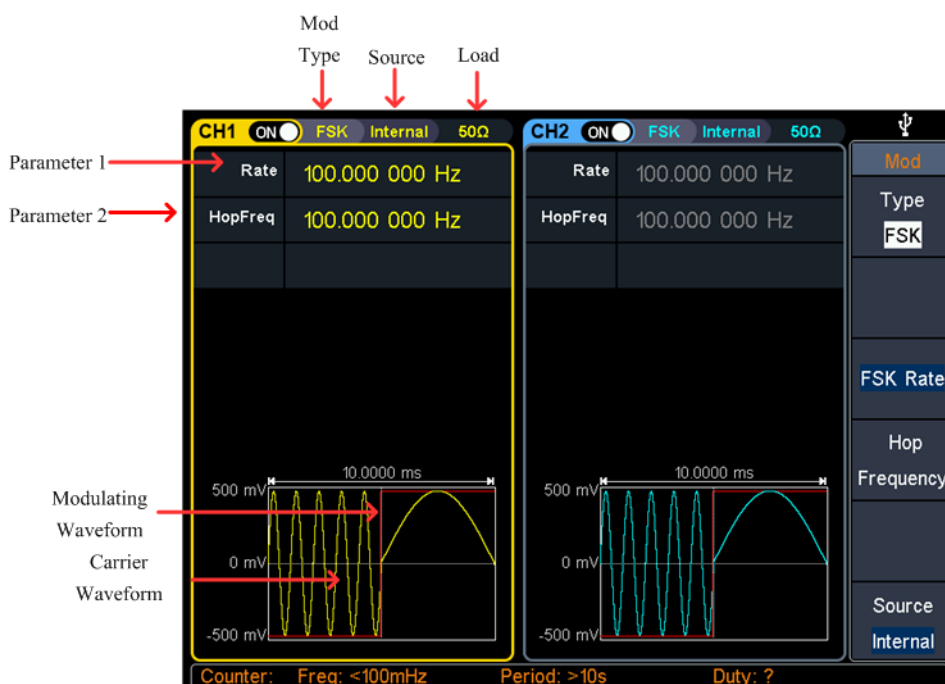 Mod
Type
Source
Load
CH1 ON FSK Internal 50Ω
CH2 ON FSK Internal 50Ω
Parameter 1
Rate 100.000 000 Hz
Rate 100.000 000 Hz
Parameter 2
HopFreq 100.000 000 Hz
HopFreq 100.000 000 Hz
Mod
Type
FSK
FSK Rate
Hop
Frequency
Source
Internal
10.0000 ms
500 mV
0 mV
-500 mV
10.0000 ms
500 mV
0 mV
-500 mV
Modulating
Waveform
Carrier
Waveform
Counter: Freq: <100mHz Period: >10s Duty: ?